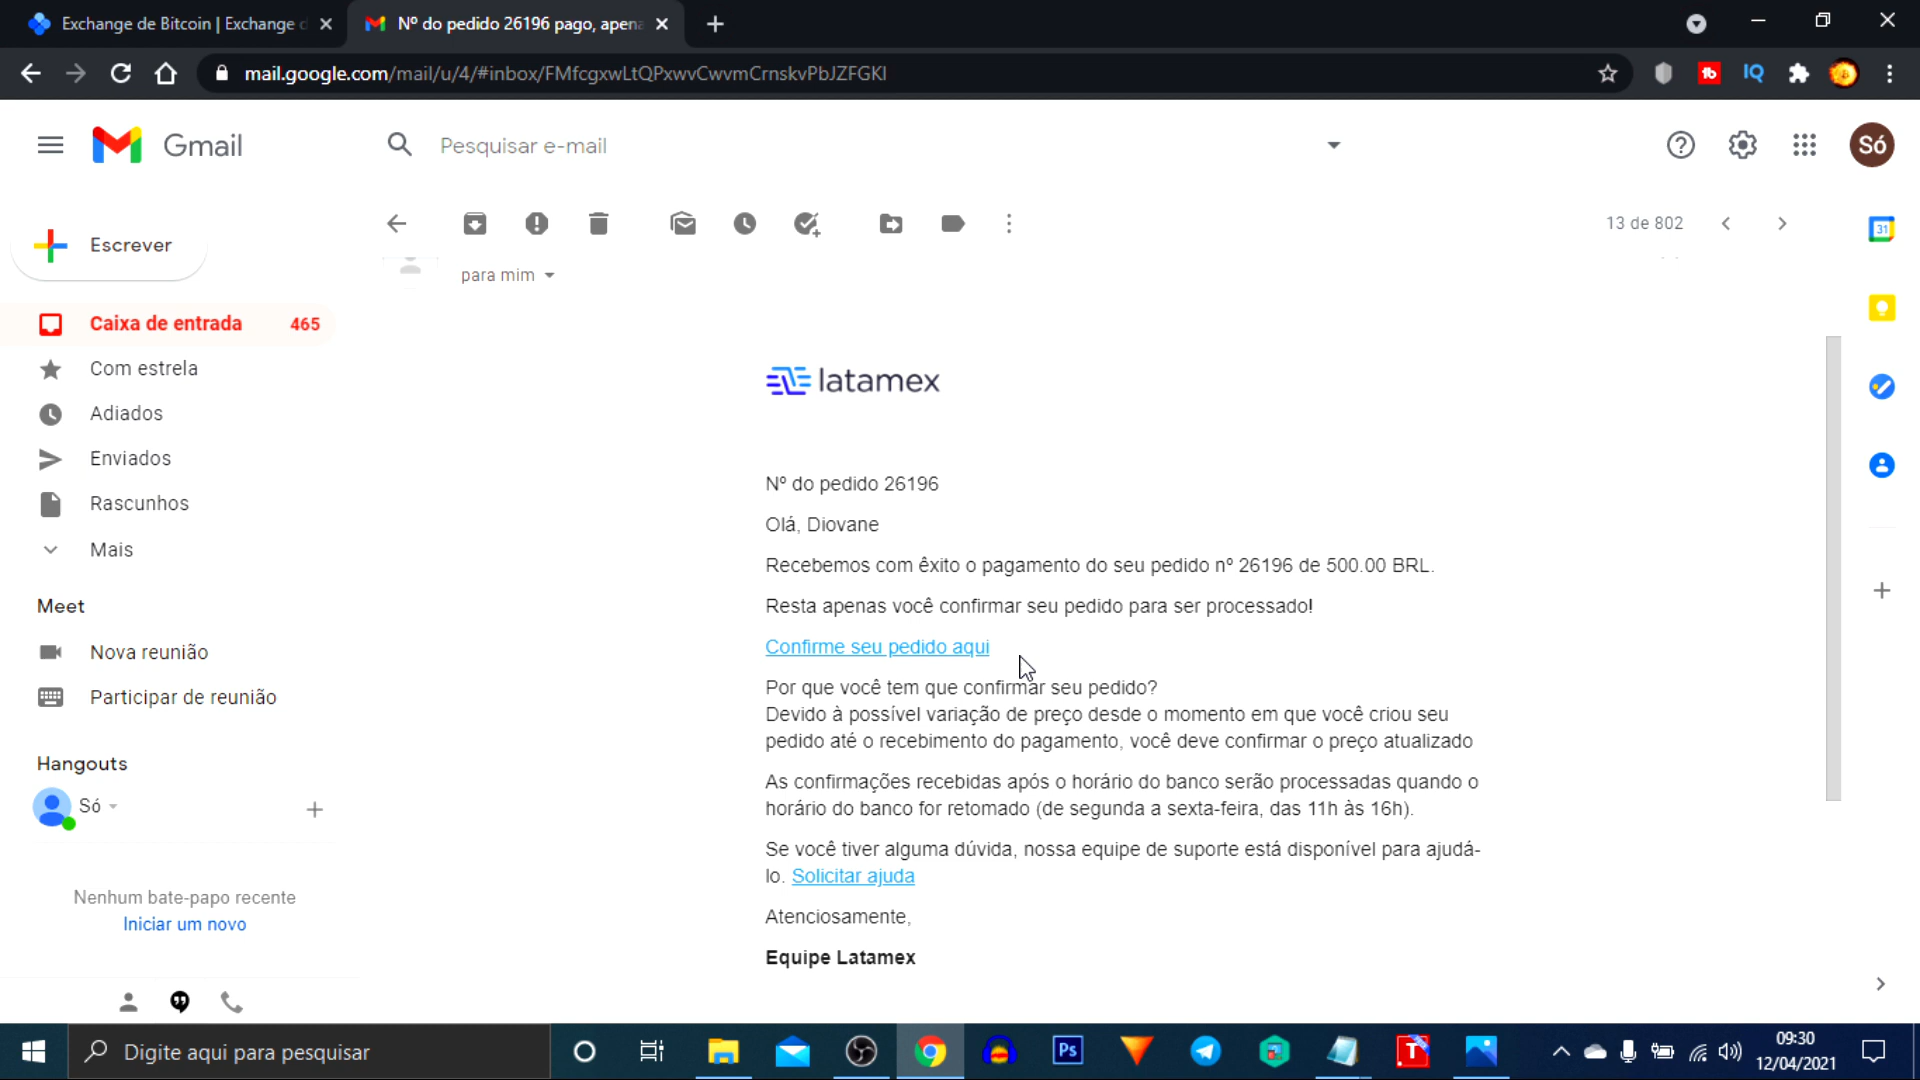 Exchange de Bitcoin | Exchange d
Nº do pedido 26196 pago, apena
mail.google.com/mail/u/4/#inbox/FMfcgxwLtQPxwvCwvmCrnskvPbJZFGKl
IQ
Gmail
Pesquisar e-mail
Só
Escrever
13 de 802
31
para mim
Caixa de entrada 465
Com estrela
Adiados
Enviados
Rascunhos
Mais
Meet
Nova reunião
Participar de reunião
Hangouts
Só
Nenhum bate-papo recente
Iniciar um novo
latamex
Nº do pedido 26196
Olá, Diovane
Recebemos com êxito o pagamento do seu pedido nº 26196 de 500.00 BRL.
Resta apenas você confirmar seu pedido para ser processado!
Confirme seu pedido aqui
Por que você tem que confirmar seu pedido?
Devido à possível variação de preço desde o momento em que você criou seu
pedido até o recebimento do pagamento, você deve confirmar o preço atualizado
As confirmações recebidas após o horário do banco serão processadas quando o
horário do banco for retomado (de segunda a sexta-feira, das 11h às 16h).
Se você tiver alguma dúvida, nossa equipe de suporte está disponível para ajudá-
lo. Solicitar ajuda
Atenciosamente,
Equipe Latamex
Digite aqui para pesquisar
Ps
T
09:30
12/04/2021